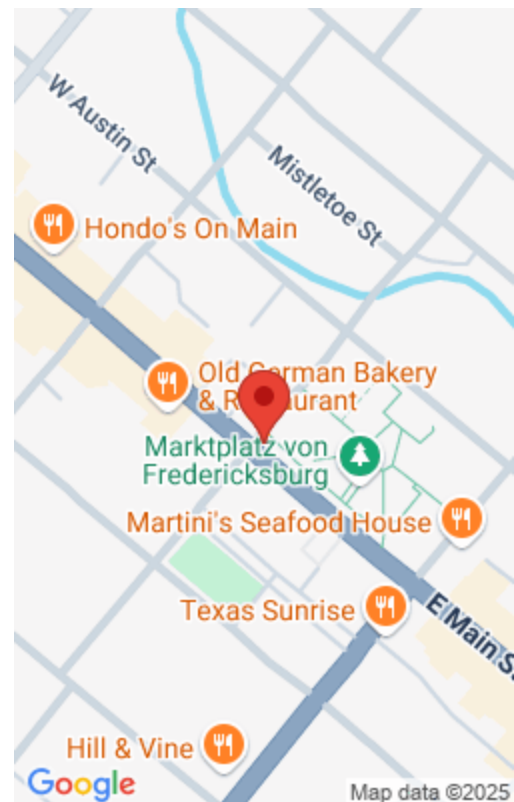 W Austin St
Mistletoe St
Hondo's On Main
Old German Bakery
& Restaurant
Marktplatz von
Fredericksburg
Martini's Seafood House
Texas Sunrise
E Main St
Hill & Vine
Google
Map data ©2025